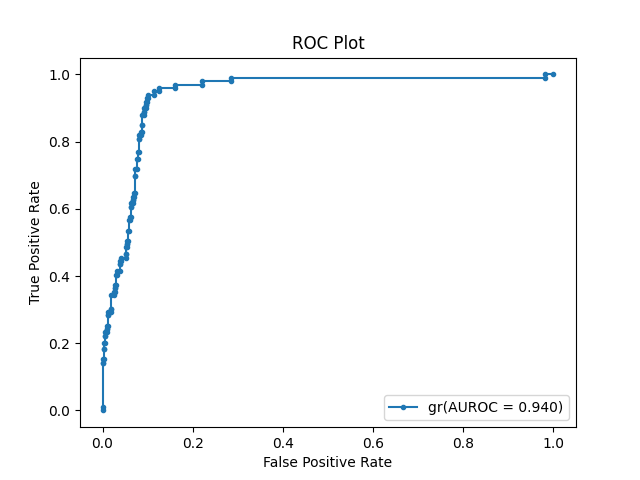 ROC Plot
True Positive Rate
1.0
0.8
0.6
0.4
0.2
0.0
gr(AUROC = 0.940)
0.0 0.2 0.4 0.6 0.8 1.0
False Positive Rate